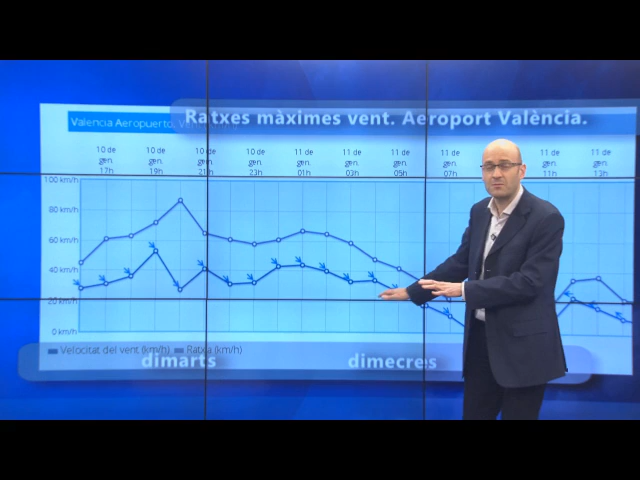 Ratxes màximes vent. Aeroport València.
Valencia Aeropuerto,
10 de gen. 17h
10 de gen. 19h
10 de gen. 21h
10 de gen. 23h
11 de gen. 01h
11 de gen. 03h
11 de gen. 05h
11 de gen. 07h
11 de gen. 11h
11 de gen. 13h
100 km/h
80 km/h
60 km/h
40 km/h
20 km/h
0 km/h
Velocitat del vent (km/h) Ratxa (km/h)
dimarts dimecres